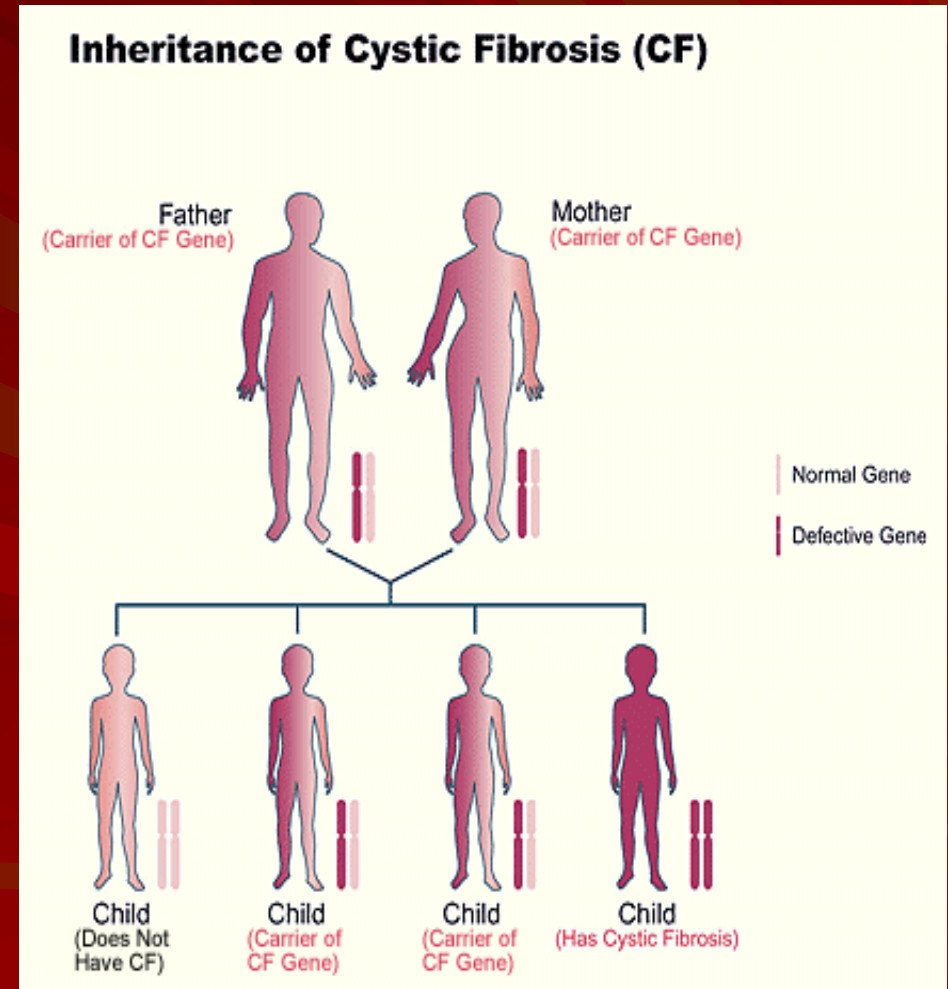 Inheritance of Cystic Fibrosis (CF)
Father
(Carrier of CF Gene)
Mother
(Carrier of CF Gene)
Normal Gene
Defective Gene
Child
(Does Not
Have CF)
Child
(Carrier of
CF Gene)
Child
(Carrier of
CF Gene)
Child
(Has Cystic Fibrosis)